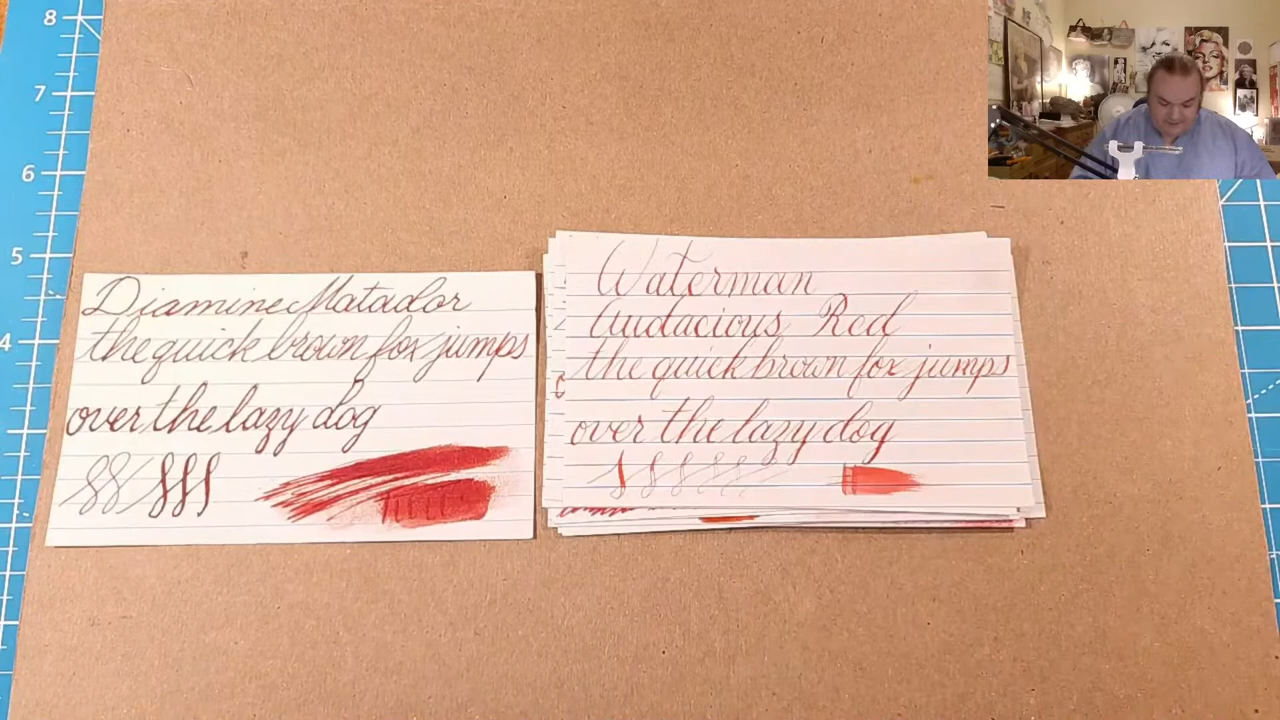 8
7
6
5
4
Diamine Matador
the quick brown fox jumps
over the lazy dog
Waterman
Audacious Red
the quick brown fox jumps
over the lazy dog